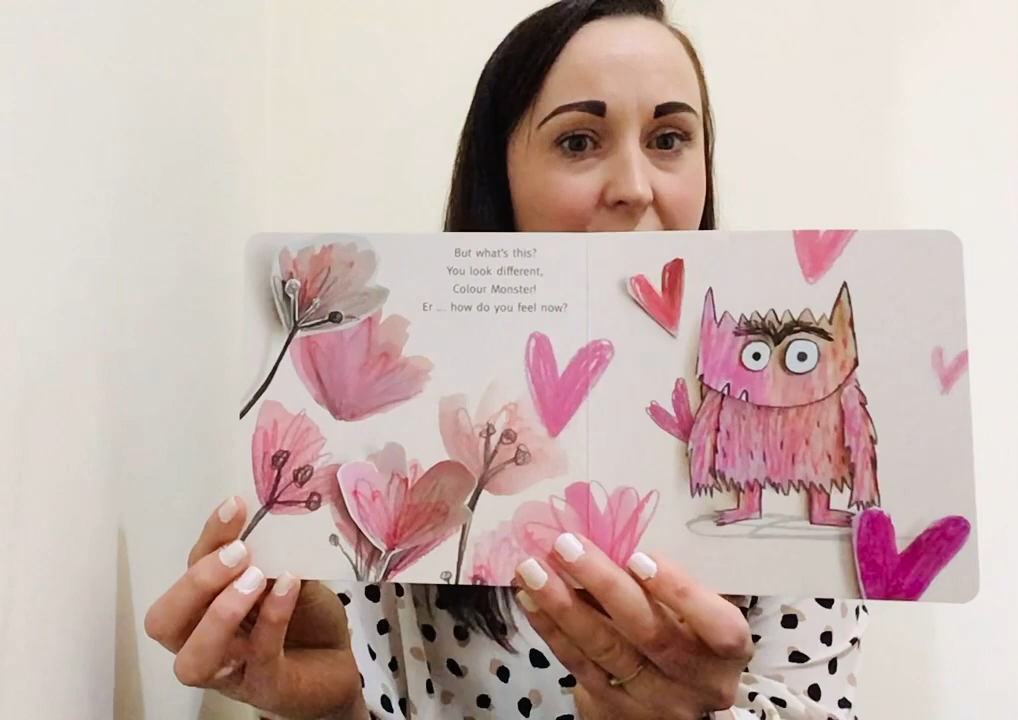 But what's this?
You look different,
Colour Monster!
Er ... how do you feel now?